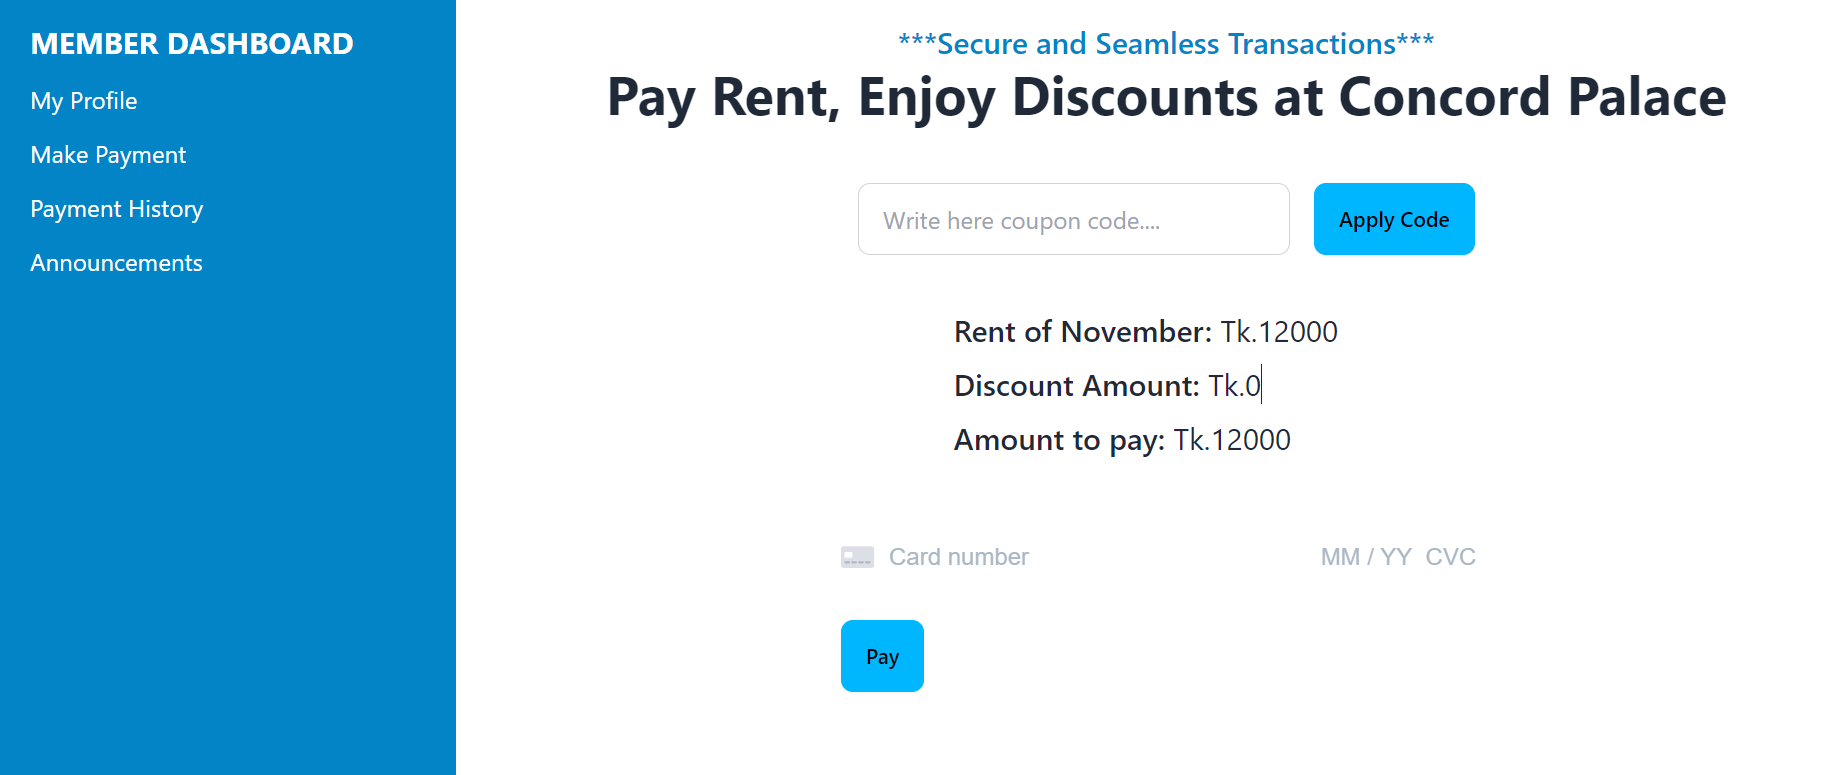 MEMBER DASHBOARD
My Profile
Make Payment
Payment History
Announcements
***Secure and Seamless Transactions***
Pay Rent, Enjoy Discounts at Concord Palace
Write here coupon code....
Apply Code
Rent of November: Tk.12000
Discount Amount: Tk.0
Amount to pay: Tk.12000
Card number
MM / YY CVC
Pay